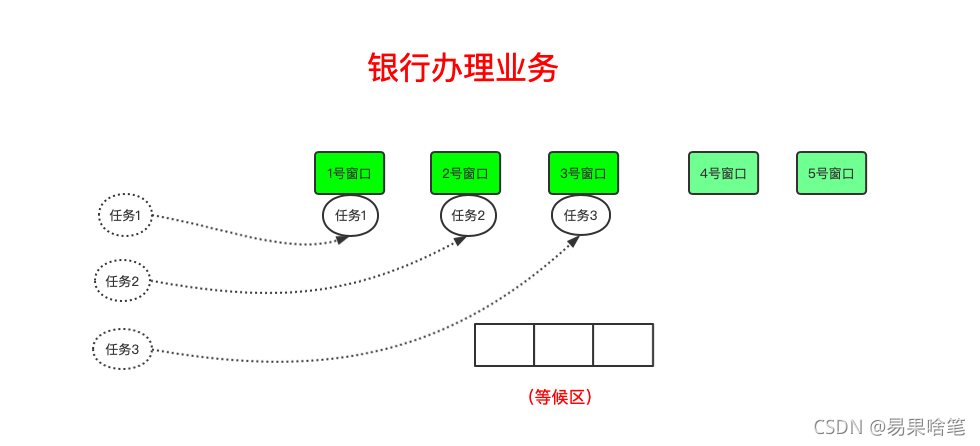 银行办理业务
1号窗口
2号窗口
3号窗口
4号窗口
5号窗口
任务1
任务1
任务2
任务3
任务2
任务3
(等候区)
CSDN @易果啥笔